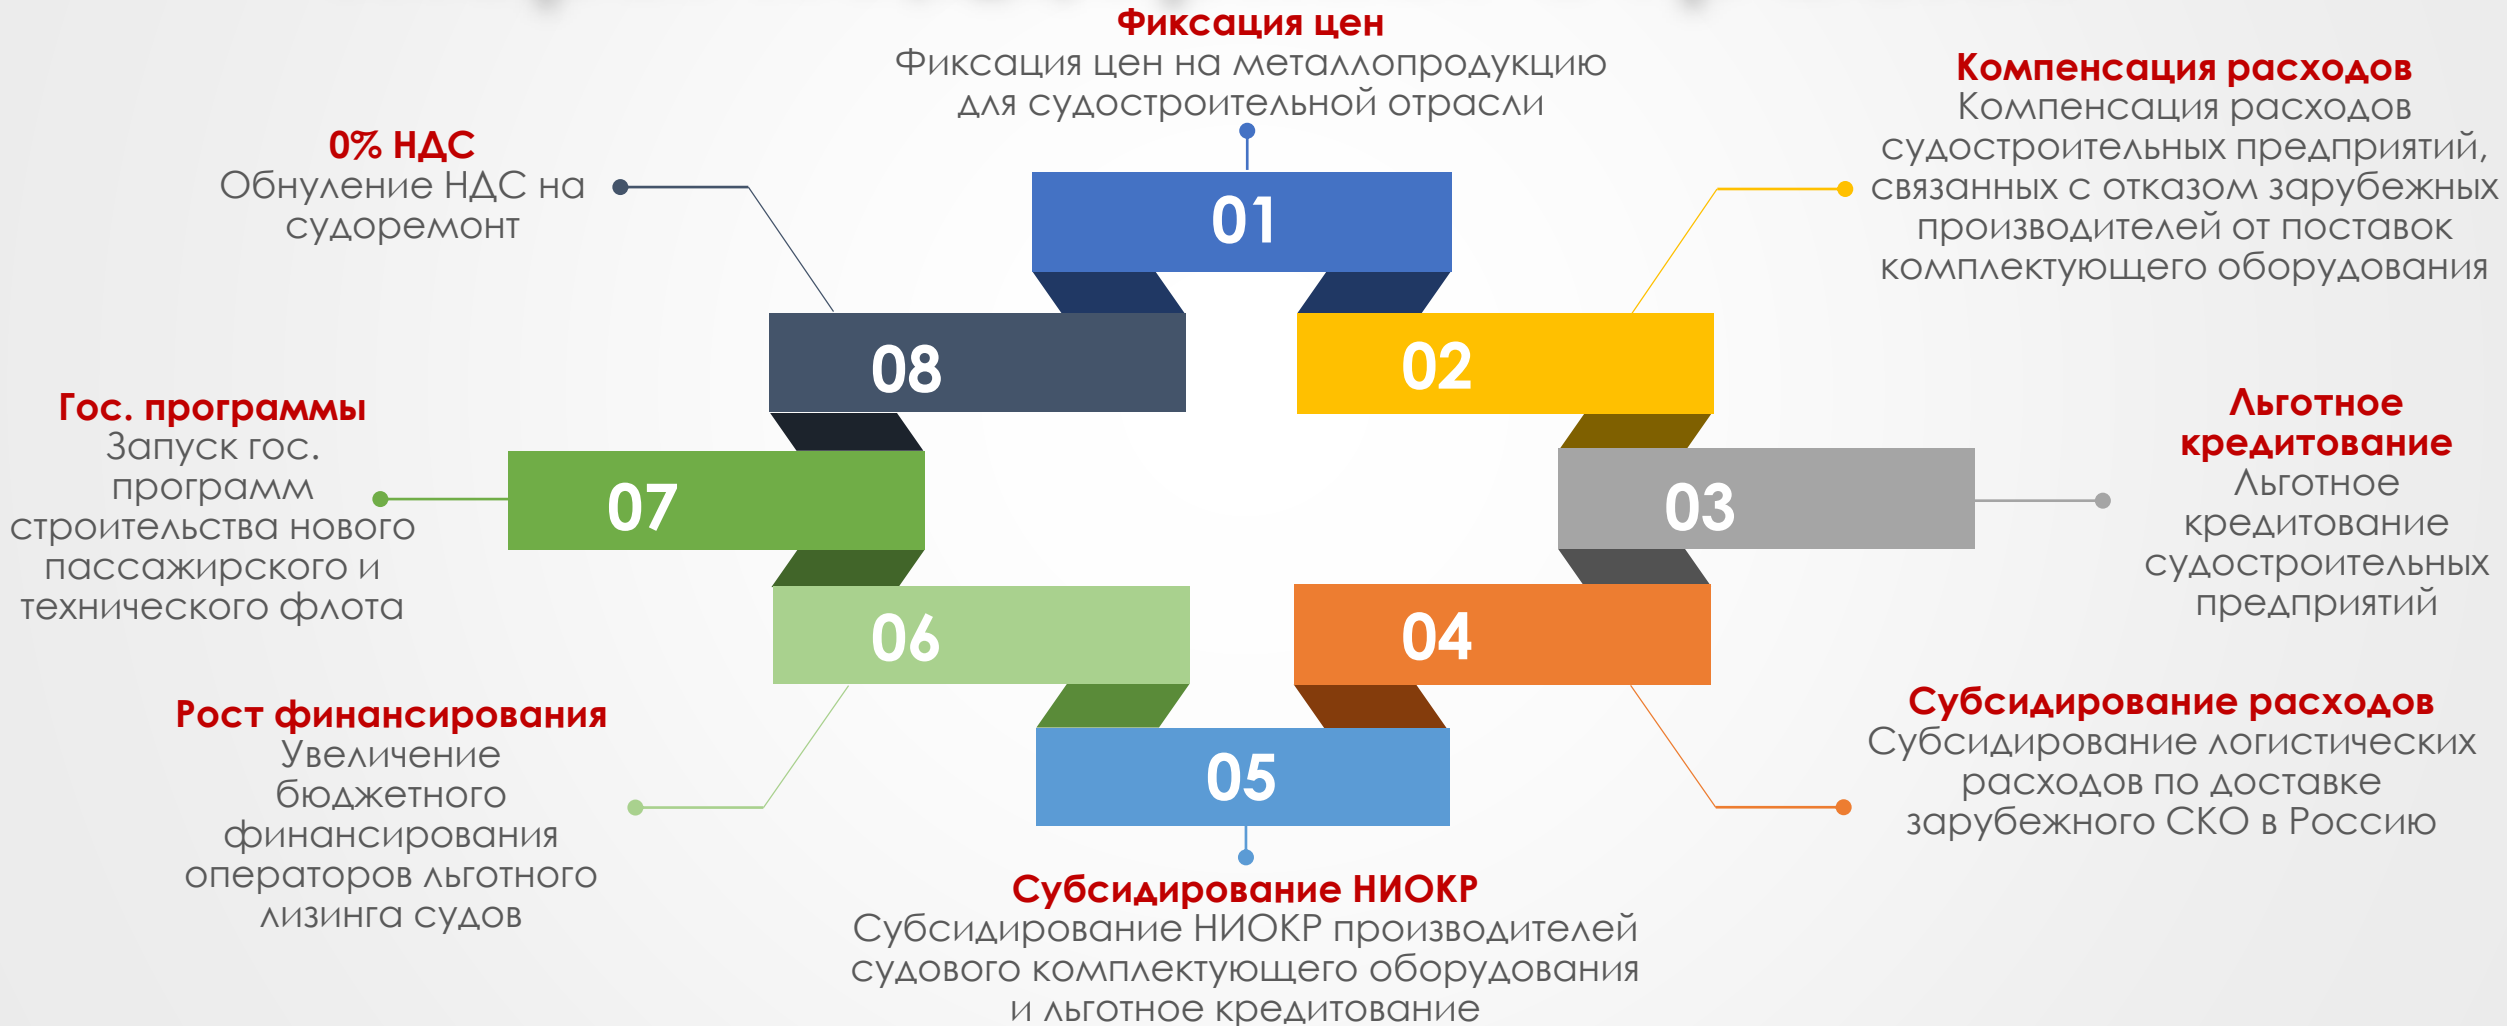 Фиксация цен
Фиксация цен на металлопродукцию
для судостроительной отрасли
01
Компенсация расходов
Компенсация расходов
судостроительных предприятий,
связанных с отказом зарубежных
производителей от поставок
комплектующего оборудования
02
Льготное
кредитование
Льготное
кредитование
судостроительных
предприятий
03
Субсидирование расходов
Субсидирование логистических
расходов по доставке
зарубежного СКО в Россию
04
05
Субсидирование НИОКР
Субсидирование НИОКР производителей
судового комплектующего оборудования
и льготное кредитование
06
Рост финансирования
Увеличение
бюджетного
финансирования
операторов льготного
лизинга судов
07
Гос. программы
Запуск гос.
программ
строительства нового
пассажирского и
технического флота
08
0% НДС
Обнуление НДС на
судоремонт